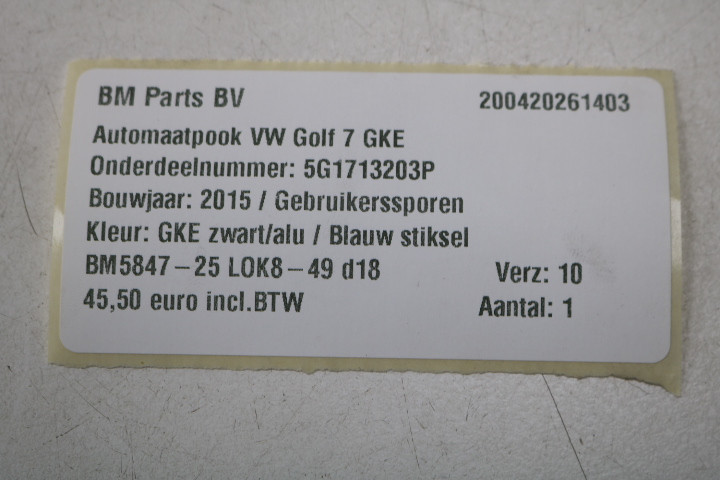 BM Parts BV 200420261403
Automaatpook VW Golf 7 GKE
Onderdeelnummer: 5G1713203P
Bouwjaar: 2015 / Gebruikerssporen
Kleur: GKE zwart/alu / Blauw stiksel
BM5847-25 LOK8-49 d18 Verz: 10
45,50 euro incl.BTW Aantal: 1